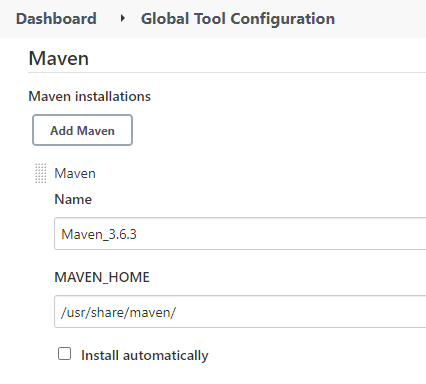 Dashboard
Global Tool Configuration
Maven
Maven installations
Add Maven
Maven
Name
Maven_3.6.3
MAVEN_HOME
/usr/share/maven/
Install automatically